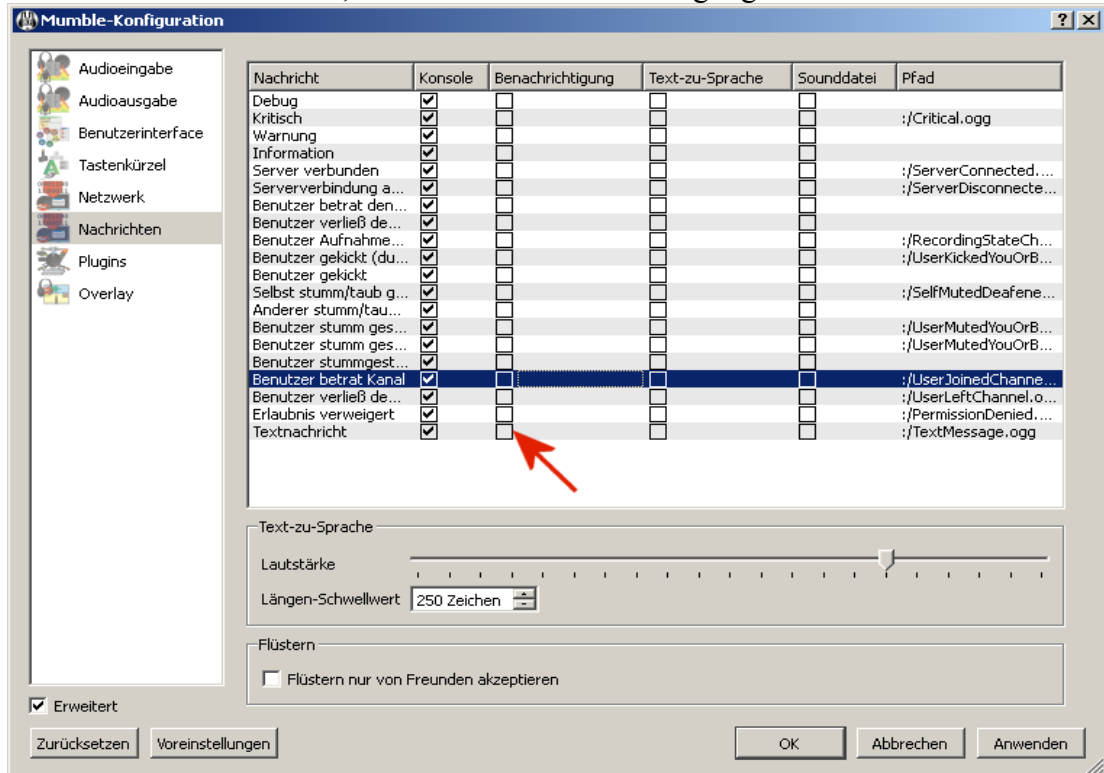 Mumble-Konfiguration
Audioeingabe
Audioausgabe
Benutzerinterface
Tastenkürzel
Netzwerk
Nachrichten
Plugins
Overlay
Nachricht Konsole Benachrichtigung Text-zu-Sprache Sounddatei Pfad
Debug
Kritisch :/Critical.ogg
Warnung
Information
Server verbunden :/ServerConnected....
Serververbindung a... :/ServerDisconnecte...
Benutzer betrat den...
Benutzer verließ de...
Benutzer Aufnahme... :/RecordingStateCh...
Benutzer gekickt (du... :/UserKickedYouOrB...
Benutzer gekickt
Selbst stumm/taub g... :/SelfMutedDeafene...
Anderer stumm/tau...
Benutzer stumm ges... :/UserMutedYouOrB...
Benutzer stumm ges... :/UserMutedYouOrB...
Benutzer stummgest...
Benutzer betrat Kanal :/UserJoinedChanne...
Benutzer verließ de... :/UserLeftChannel.o...
Erlaubnis verweigert :/PermissionDenied....
Textnachricht :/TextMessage.ogg
Text-zu-Sprache
Lautstärke
Längen-Schwellwert 250 Zeichen
Flüstern
Flüstern nur von Freunden akzeptieren
Erweitert
Zurücksetzen Voreinstellungen OK Abbrechen Anwenden